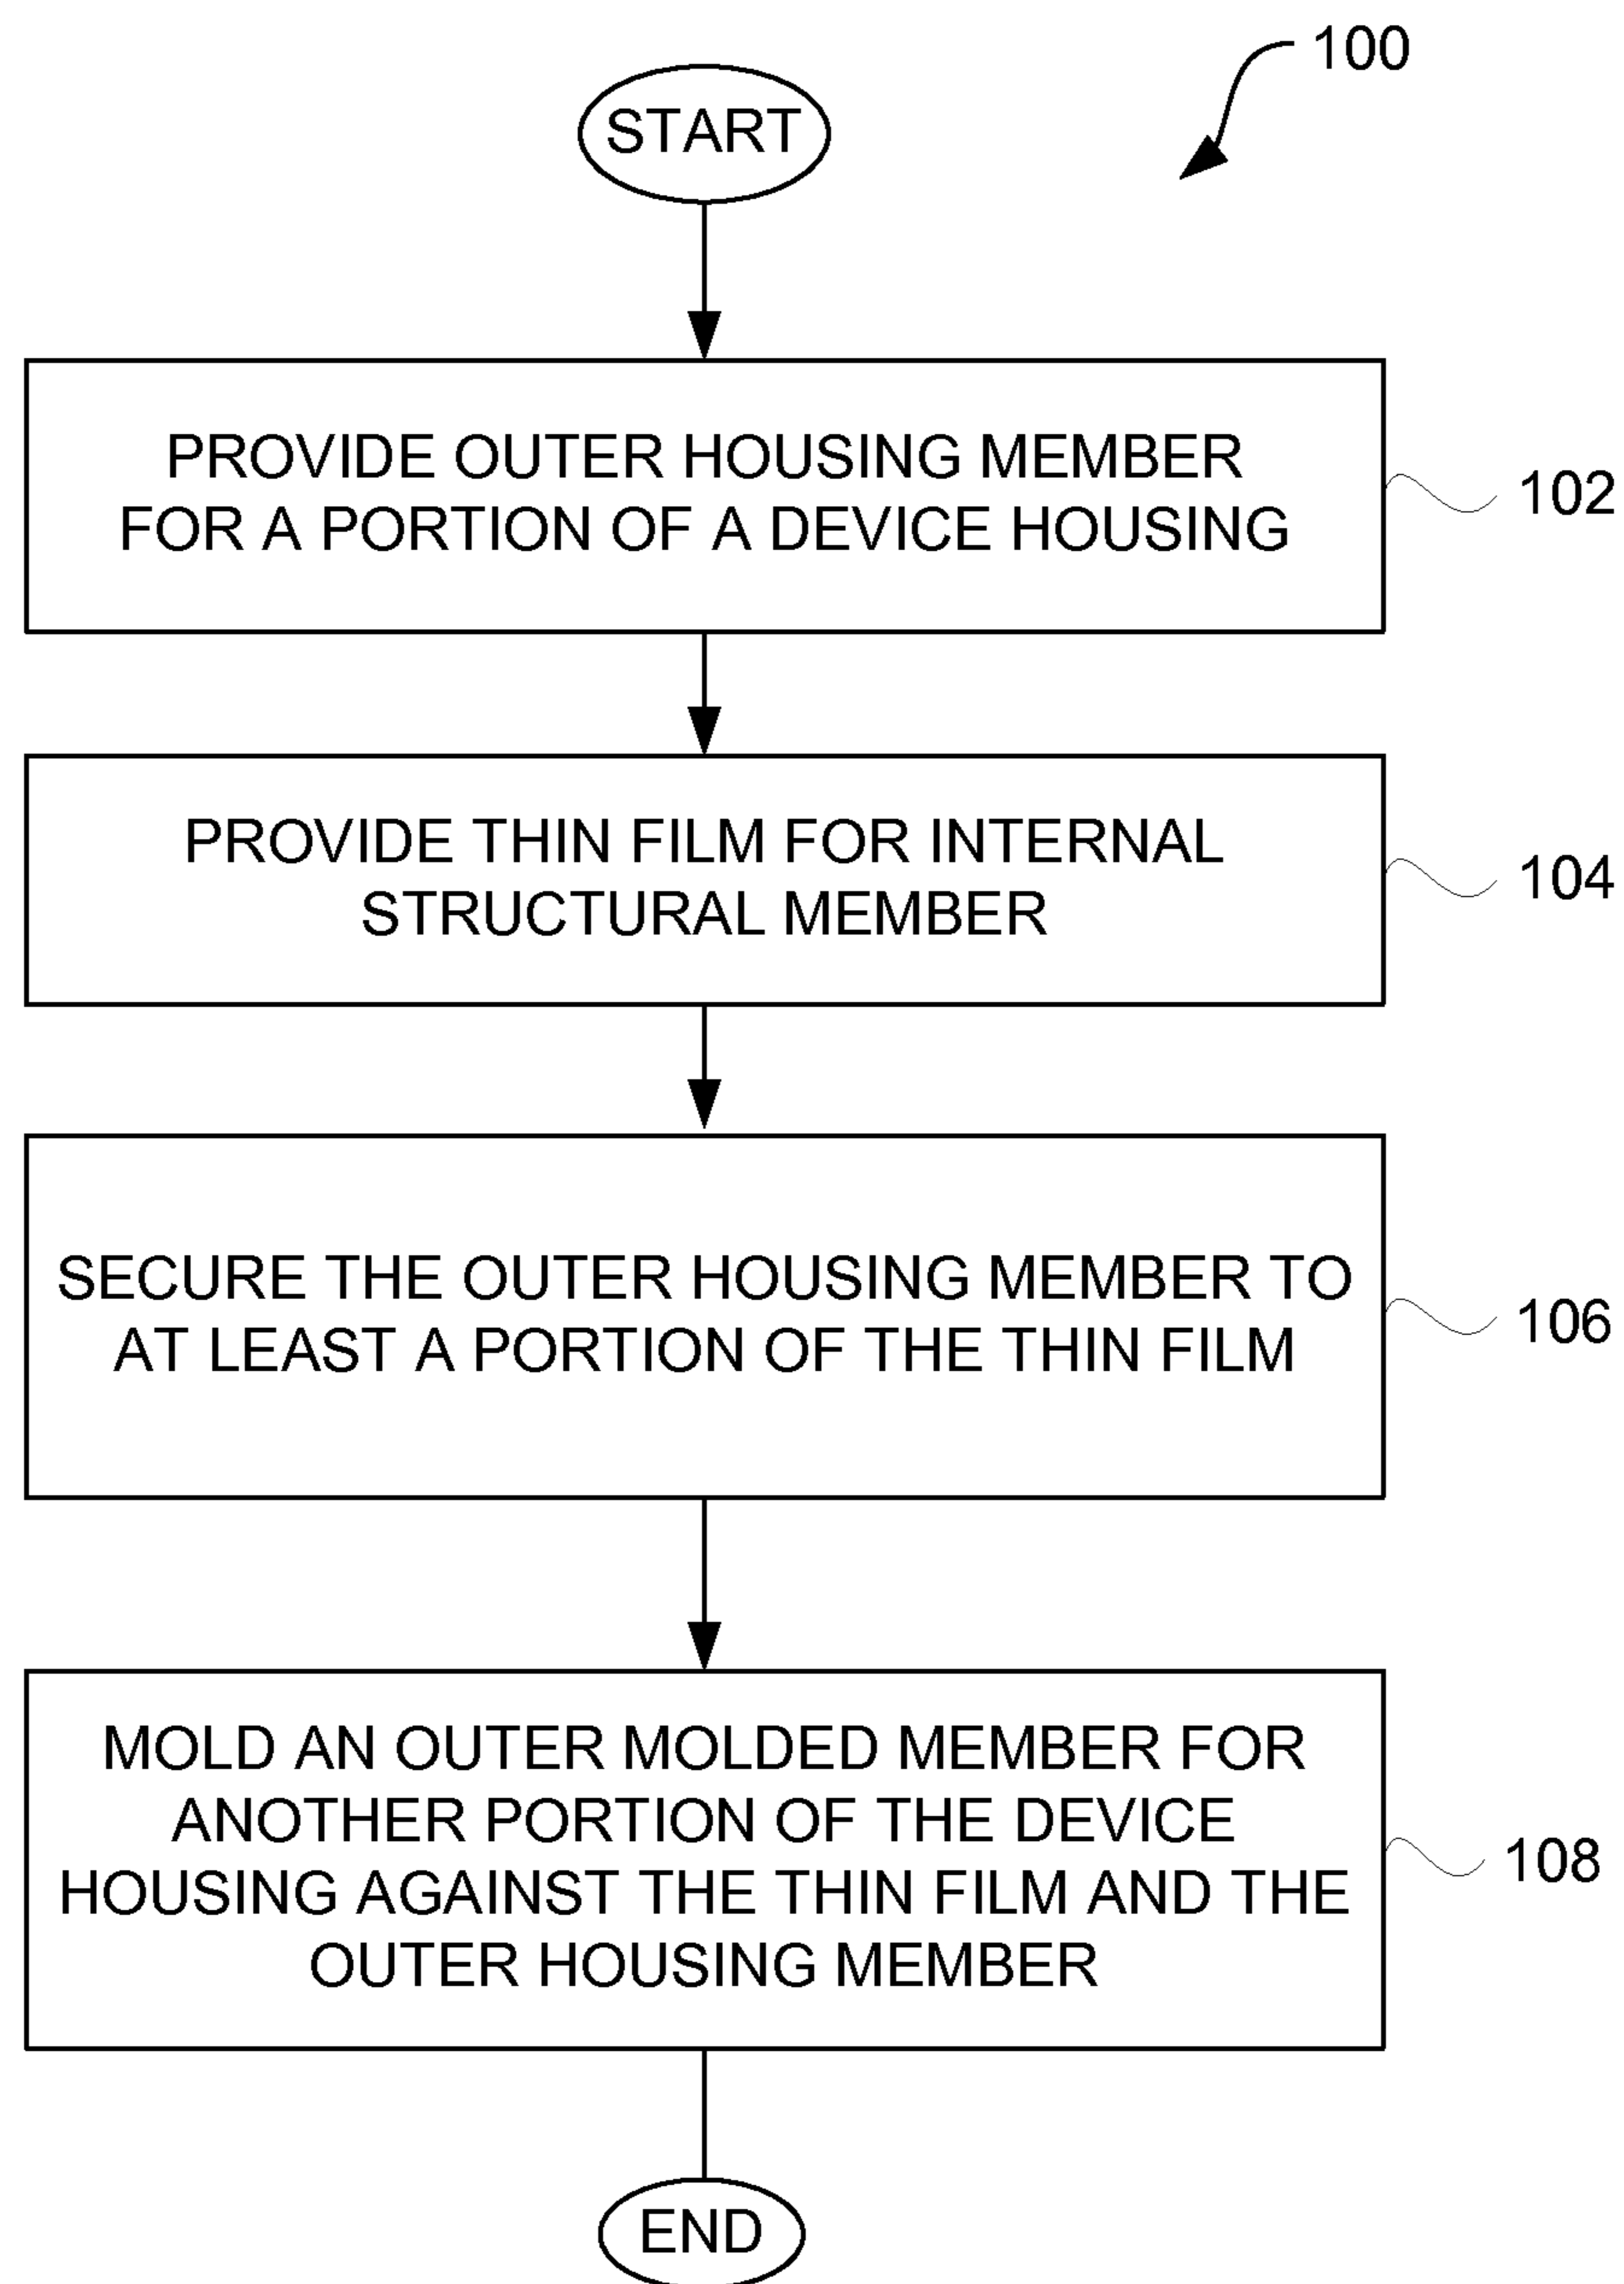 100
START
PROVIDE OUTER HOUSING MEMBER
FOR A PORTION OF A DEVICE HOUSING
102
PROVIDE THIN FILM FOR INTERNAL
STRUCTURAL MEMBER
104
SECURE THE OUTER HOUSING MEMBER TO
AT LEAST A PORTION OF THE THIN FILM
106
MOLD AN OUTER MOLDED MEMBER FOR
ANOTHER PORTION OF THE DEVICE
HOUSING AGAINST THE THIN FILM AND THE
OUTER HOUSING MEMBER
108
END